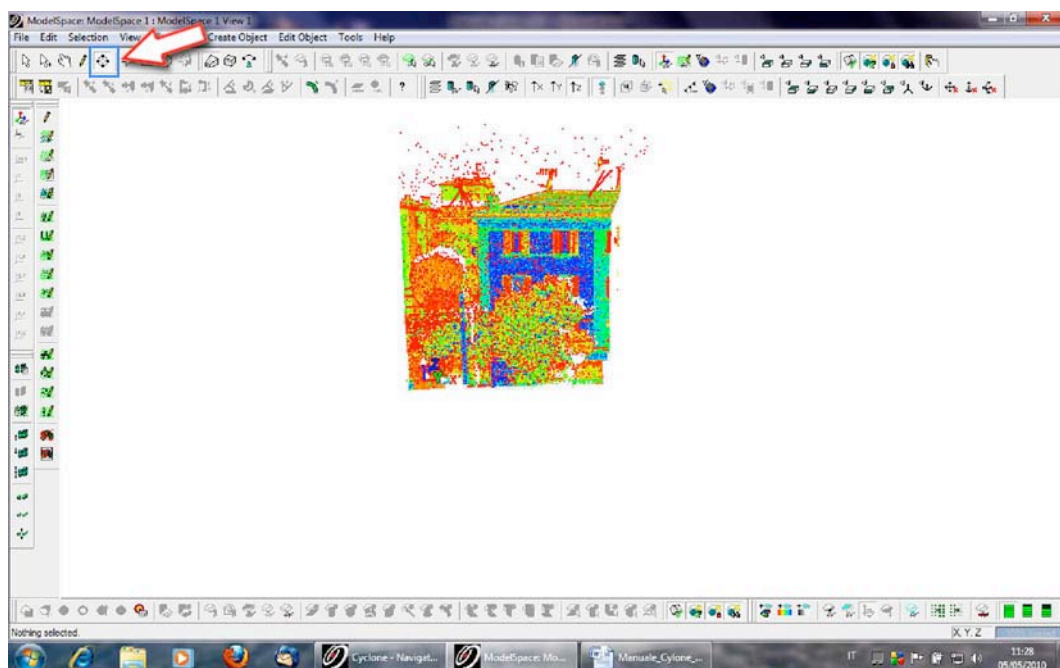 ModelSpace: ModelSpace 1 : ModelSpace 1 View 1
File Edit Selection View Create Object Edit Object Tools Help
Nothing selected.
X, Y, Z
Cyclone - Navigat...
ModelSpace: Mo...
Manuale_Cylone_...
IT
11:28
05/05/2010